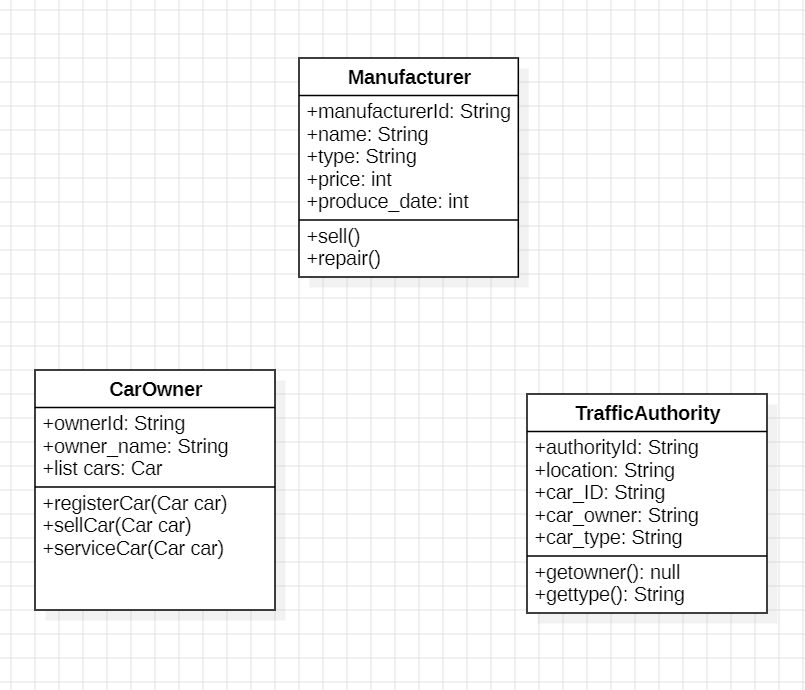 Manufacturer
+manufacturerId: String
+name: String
+type: String
+price: int
+produce_date: int
+sell()
+repair()
CarOwner
+ownerId: String
+owner_name: String
+list cars: Car
+registerCar(Car car)
+sellCar(Car car)
+serviceCar(Car car)
TrafficAuthority
+authorityId: String
+location: String
+car_ID: String
+car_owner: String
+car_type: String
+getowner(): null
+gettype(): String